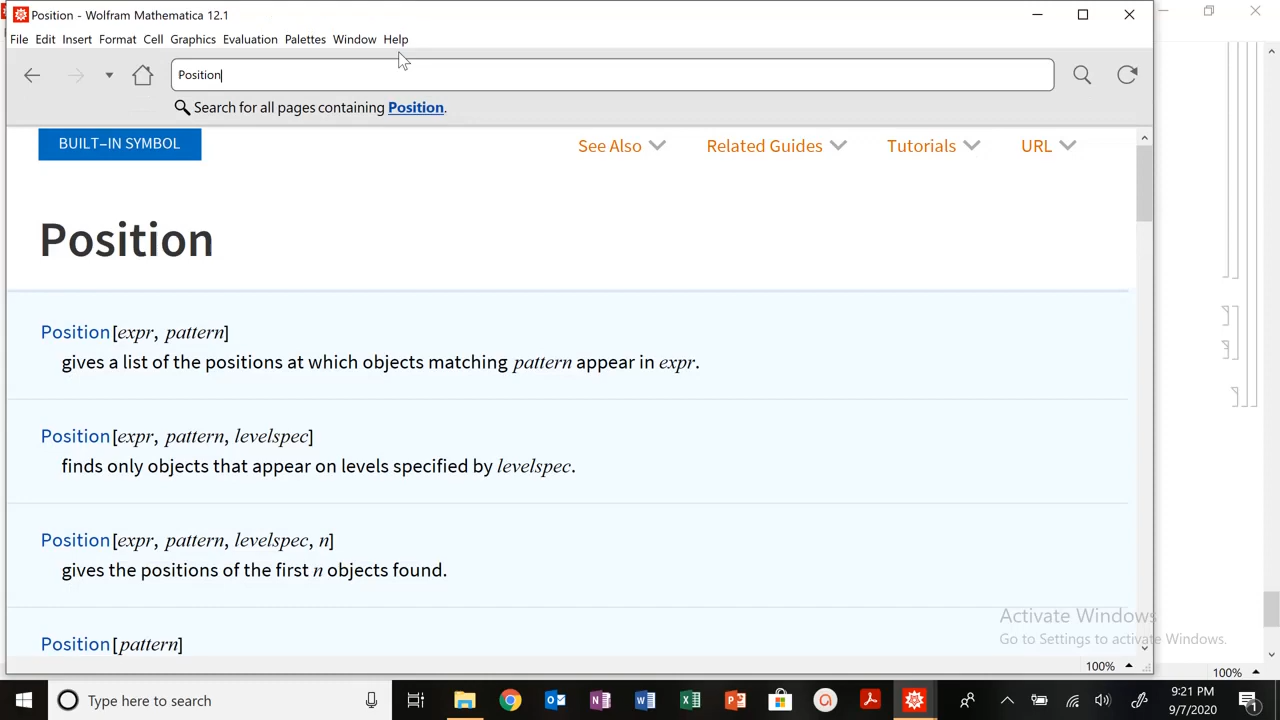 Position - Wolfram Mathematica 12.1
File Edit Insert Format Cell Graphics Evaluation Palettes Window Help
Position
Search for all pages containing Position.
BUILT-IN SYMBOL
See Also Related Guides Tutorials URL
Position
Position[expr, pattern]
gives a list of the positions at which objects matching pattern appear in expr.
Position[expr, pattern, levelspec]
finds only objects that appear on levels specified by levelspec.
Position[expr, pattern, levelspec, n]
gives the positions of the first n objects found.
Activate Windows
Go to Settings to activate Windows.
Position[pattern]
100%
100%
Type here to search
9:21 PM
9/7/2020
1